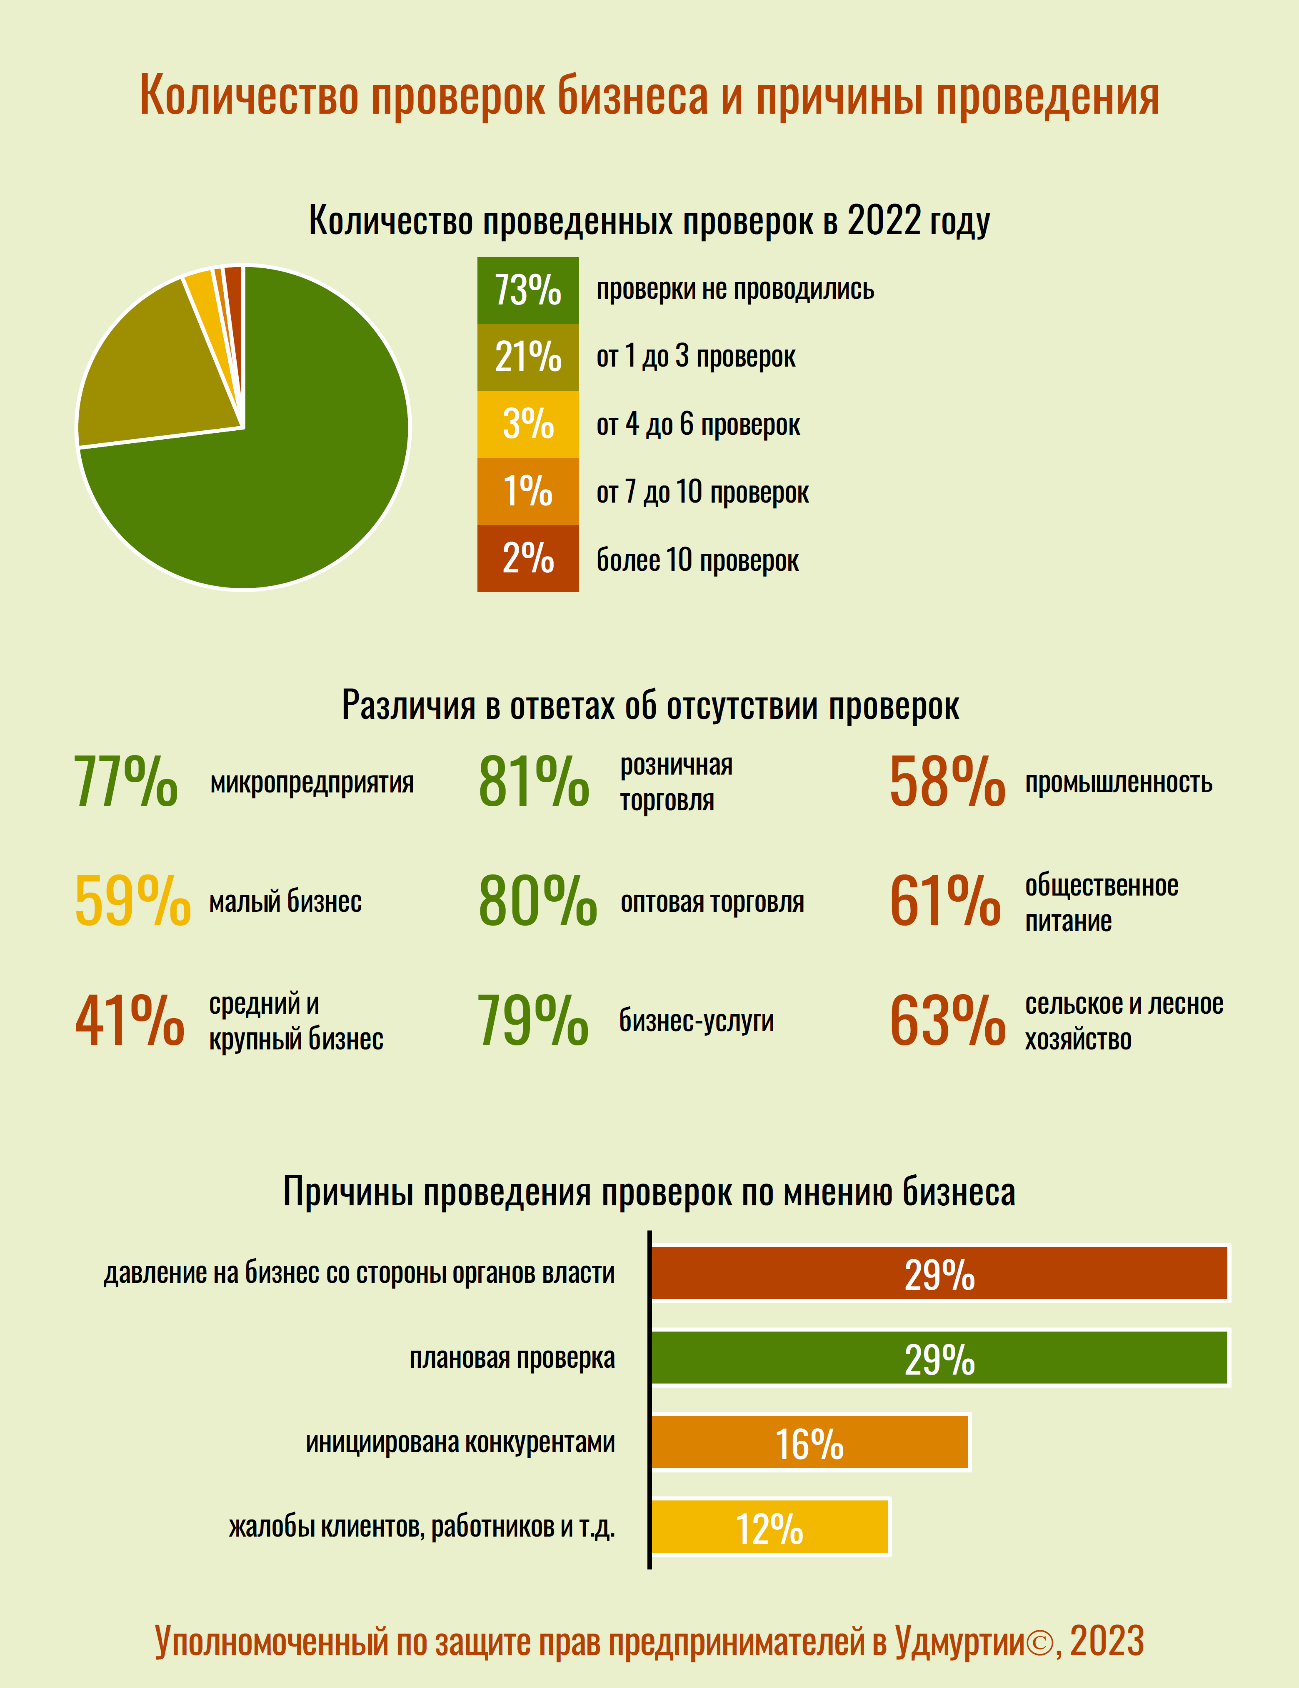 Количество проверок бизнеса и причины проведения
Количество проведенных проверок в 2022 году
73% проверки не проводились
21% от 1 до 3 проверок
3% от 4 до 6 проверок
1% от 7 до 10 проверок
2% более 10 проверок
Различия в ответах об отсутствии проверок
77% микропредприятия
81% розничная
торговля
58% промышленность
59% малый бизнес
80% оптовая торговля
61% общественное
питание
41% средний и
крупный бизнес
79% бизнес-услуги
63% сельское и лесное
хозяйство
Причины проведения проверок по мнению бизнеса
давление на бизнес со стороны органов власти 29%
плановая проверка 29%
инициирована конкурентами 16%
жалобы клиентов, работников и т.д. 12%
Уполномоченный по защите прав предпринимателей в Удмуртии©, 2023